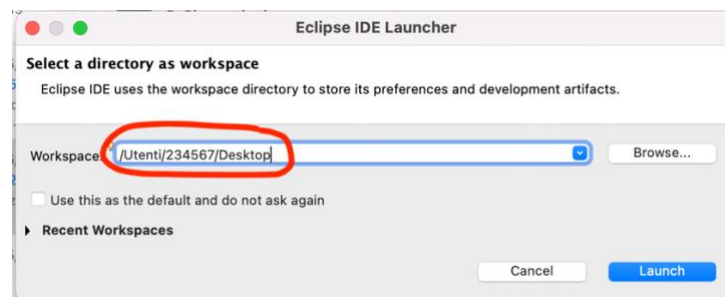 Eclipse IDE Launcher
Select a directory as workspace
Eclipse IDE uses the workspace directory to store its preferences and development artifacts.
Workspace: /Utenti/234567/Desktop Browse...
Use this as the default and do not ask again
Recent Workspaces
Cancel Launch